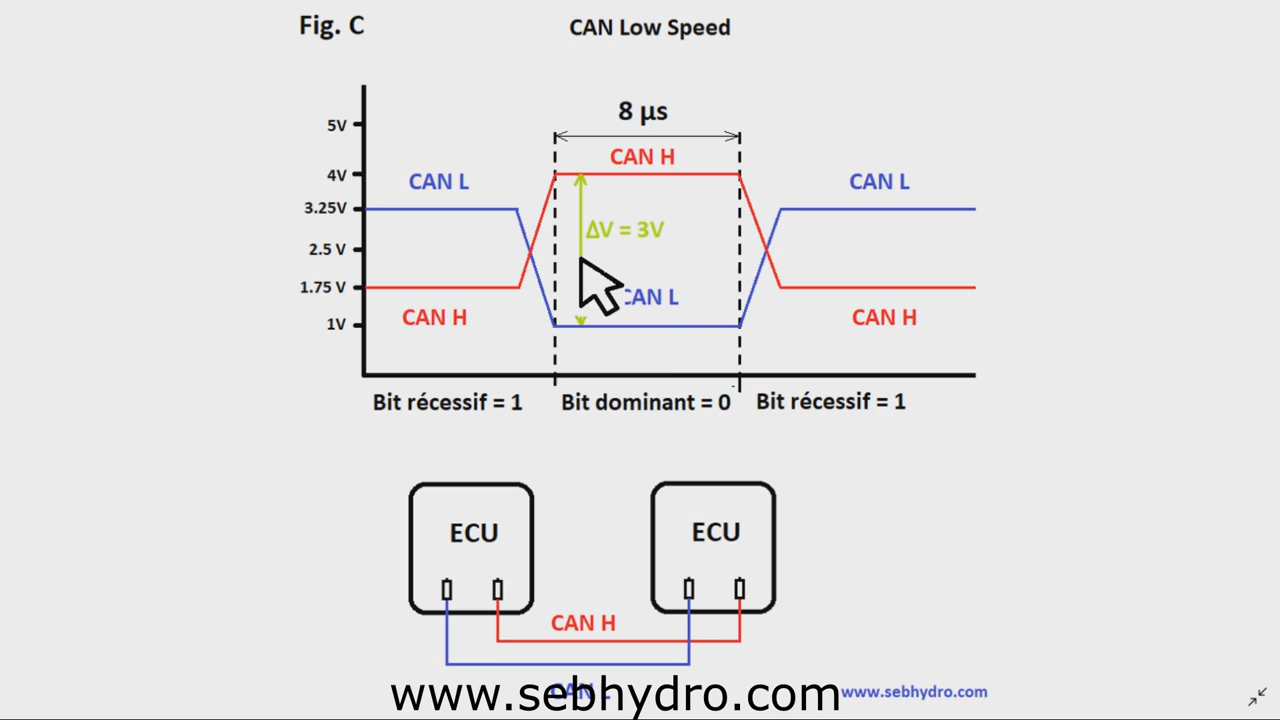 Fig. C
CAN Low Speed
8 µs
5V
CAN H
4V
CAN L
CAN L
3.25V
ΔV = 3V
2.5 V
1.75 V
CAN L
CAN H
CAN H
1V
Bit récessif = 1
Bit dominant = 0
Bit récessif = 1
ECU
ECU
CAN H
CAN L
www.sebhydro.com
www.sebhydro.com